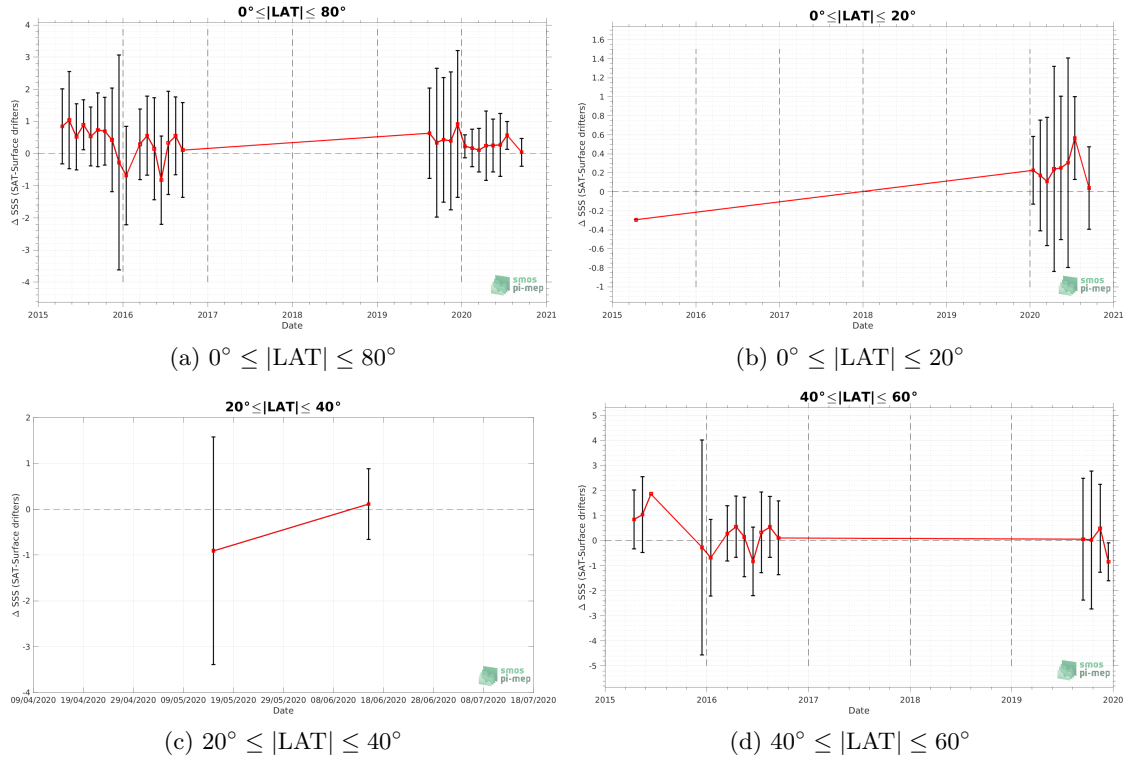 0°≤|LAT|≤ 80°
4
3
2
1
0
-1
-2
-3
-4
Δ SSS (SAT-Surface drifters)
2015 2016 2017 2018 2019 2020 2021
Date
smos
pi-mep
(a) 0° ≤ |LAT| ≤ 80°
0°≤|LAT|≤ 20°
1.6
1.4
1.2
1
0.8
0.6
0.4
0.2
0
-0.2
-0.4
-0.6
-0.8
-1
Δ SSS (SAT-Surface drifters)
2015 2016 2017 2018 2019 2020 2021
Date
smos
pi-mep
(b) 0° ≤ |LAT| ≤ 20°
20°≤|LAT|≤ 40°
2
1
0
-1
-2
-3
-4
Δ SSS (SAT-Surface drifters)
09/04/2020 19/04/2020 29/04/2020 09/05/2020 19/05/2020 29/05/2020 08/06/2020 18/06/2020 28/06/2020 08/07/2020 18/07/2020
Date
smos
pi-mep
(c) 20° ≤ |LAT| ≤ 40°
40°≤|LAT|≤ 60°
5
4
3
2
1
0
-1
-2
-3
-4
-5
Δ SSS (SAT-Surface drifters)
2015 2016 2017 2018 2019 2020
Date
smos
pi-mep
(d) 40° ≤ |LAT| ≤ 60°